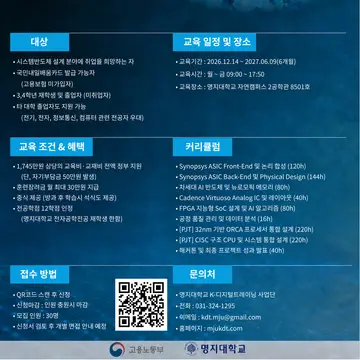 대상
• 시스템반도체 설계 분야에 취업을 희망하는 자
• 국민내일배움카드 발급 가능자
(고용보험 미가입자)
• 3,4학년 재학생 및 졸업자 (미취업자)
• 타 대학 졸업자도 지원 가능
(전기, 전자, 정보통신, 컴퓨터 관련 전공자 우대)
교육 일정 및 장소
• 교육기간 : 2026.12.14 ~ 2027.06.09(6개월)
• 교육시간 : 월 ~ 금 09:00 ~ 17:50
• 교육장소 : 명지대학교 자연캠퍼스 2공학관 8501호
교육 조건 & 혜택
• 1,745만원 상당의 교육비·교재비 전액 정부 지원
(단, 자기부담금 50만원 발생)
• 훈련장려금 월 최대 30만원 지급
• 중식 제공 (방과 후 학습시 석식도 제공)
• 전공학점 12학점 인정
(명지대학교 전자공학전공 재학생 한함)
커리큘럼
• Synopsys ASIC Front-End 및 논리 합성 (120h)
• Synopsys ASIC Back-End 및 Physical Design (144h)
• 차세대 AI 반도체 및 뉴로모픽 메모리 (80h)
• Cadence Virtuoso Analog IC 및 레이아웃 (40h)
• FPGA 지능형 SoC 설계 및 AI 알고리즘 (80h)
• 공정 품질 관리 및 데이터 분석 (16h)
• [PJT] 32nm 기반 ORCA 프로세서 통합 설계 (220h)
• [PJT] CISC 구조 CPU 및 시스템 통합 설계 (220h)
• 패키톤 및 최종 프로젝트 성과 발표 (40h)
접수 방법
• QR코드 스캔 후 신청
• 신청마감 : 인원 충원시 마감
• 모집 인원 : 30명
• 신청서 검토 후 개별 면접 안내 예정
문의처
• 명지대학교 K-디지털트레이닝 사업단
• 전화 : 031-324-1295
• 이메일 : kdt.mju@gmail.com
• 홈페이지 : mjukdt.com
고용노동부
명지대학교